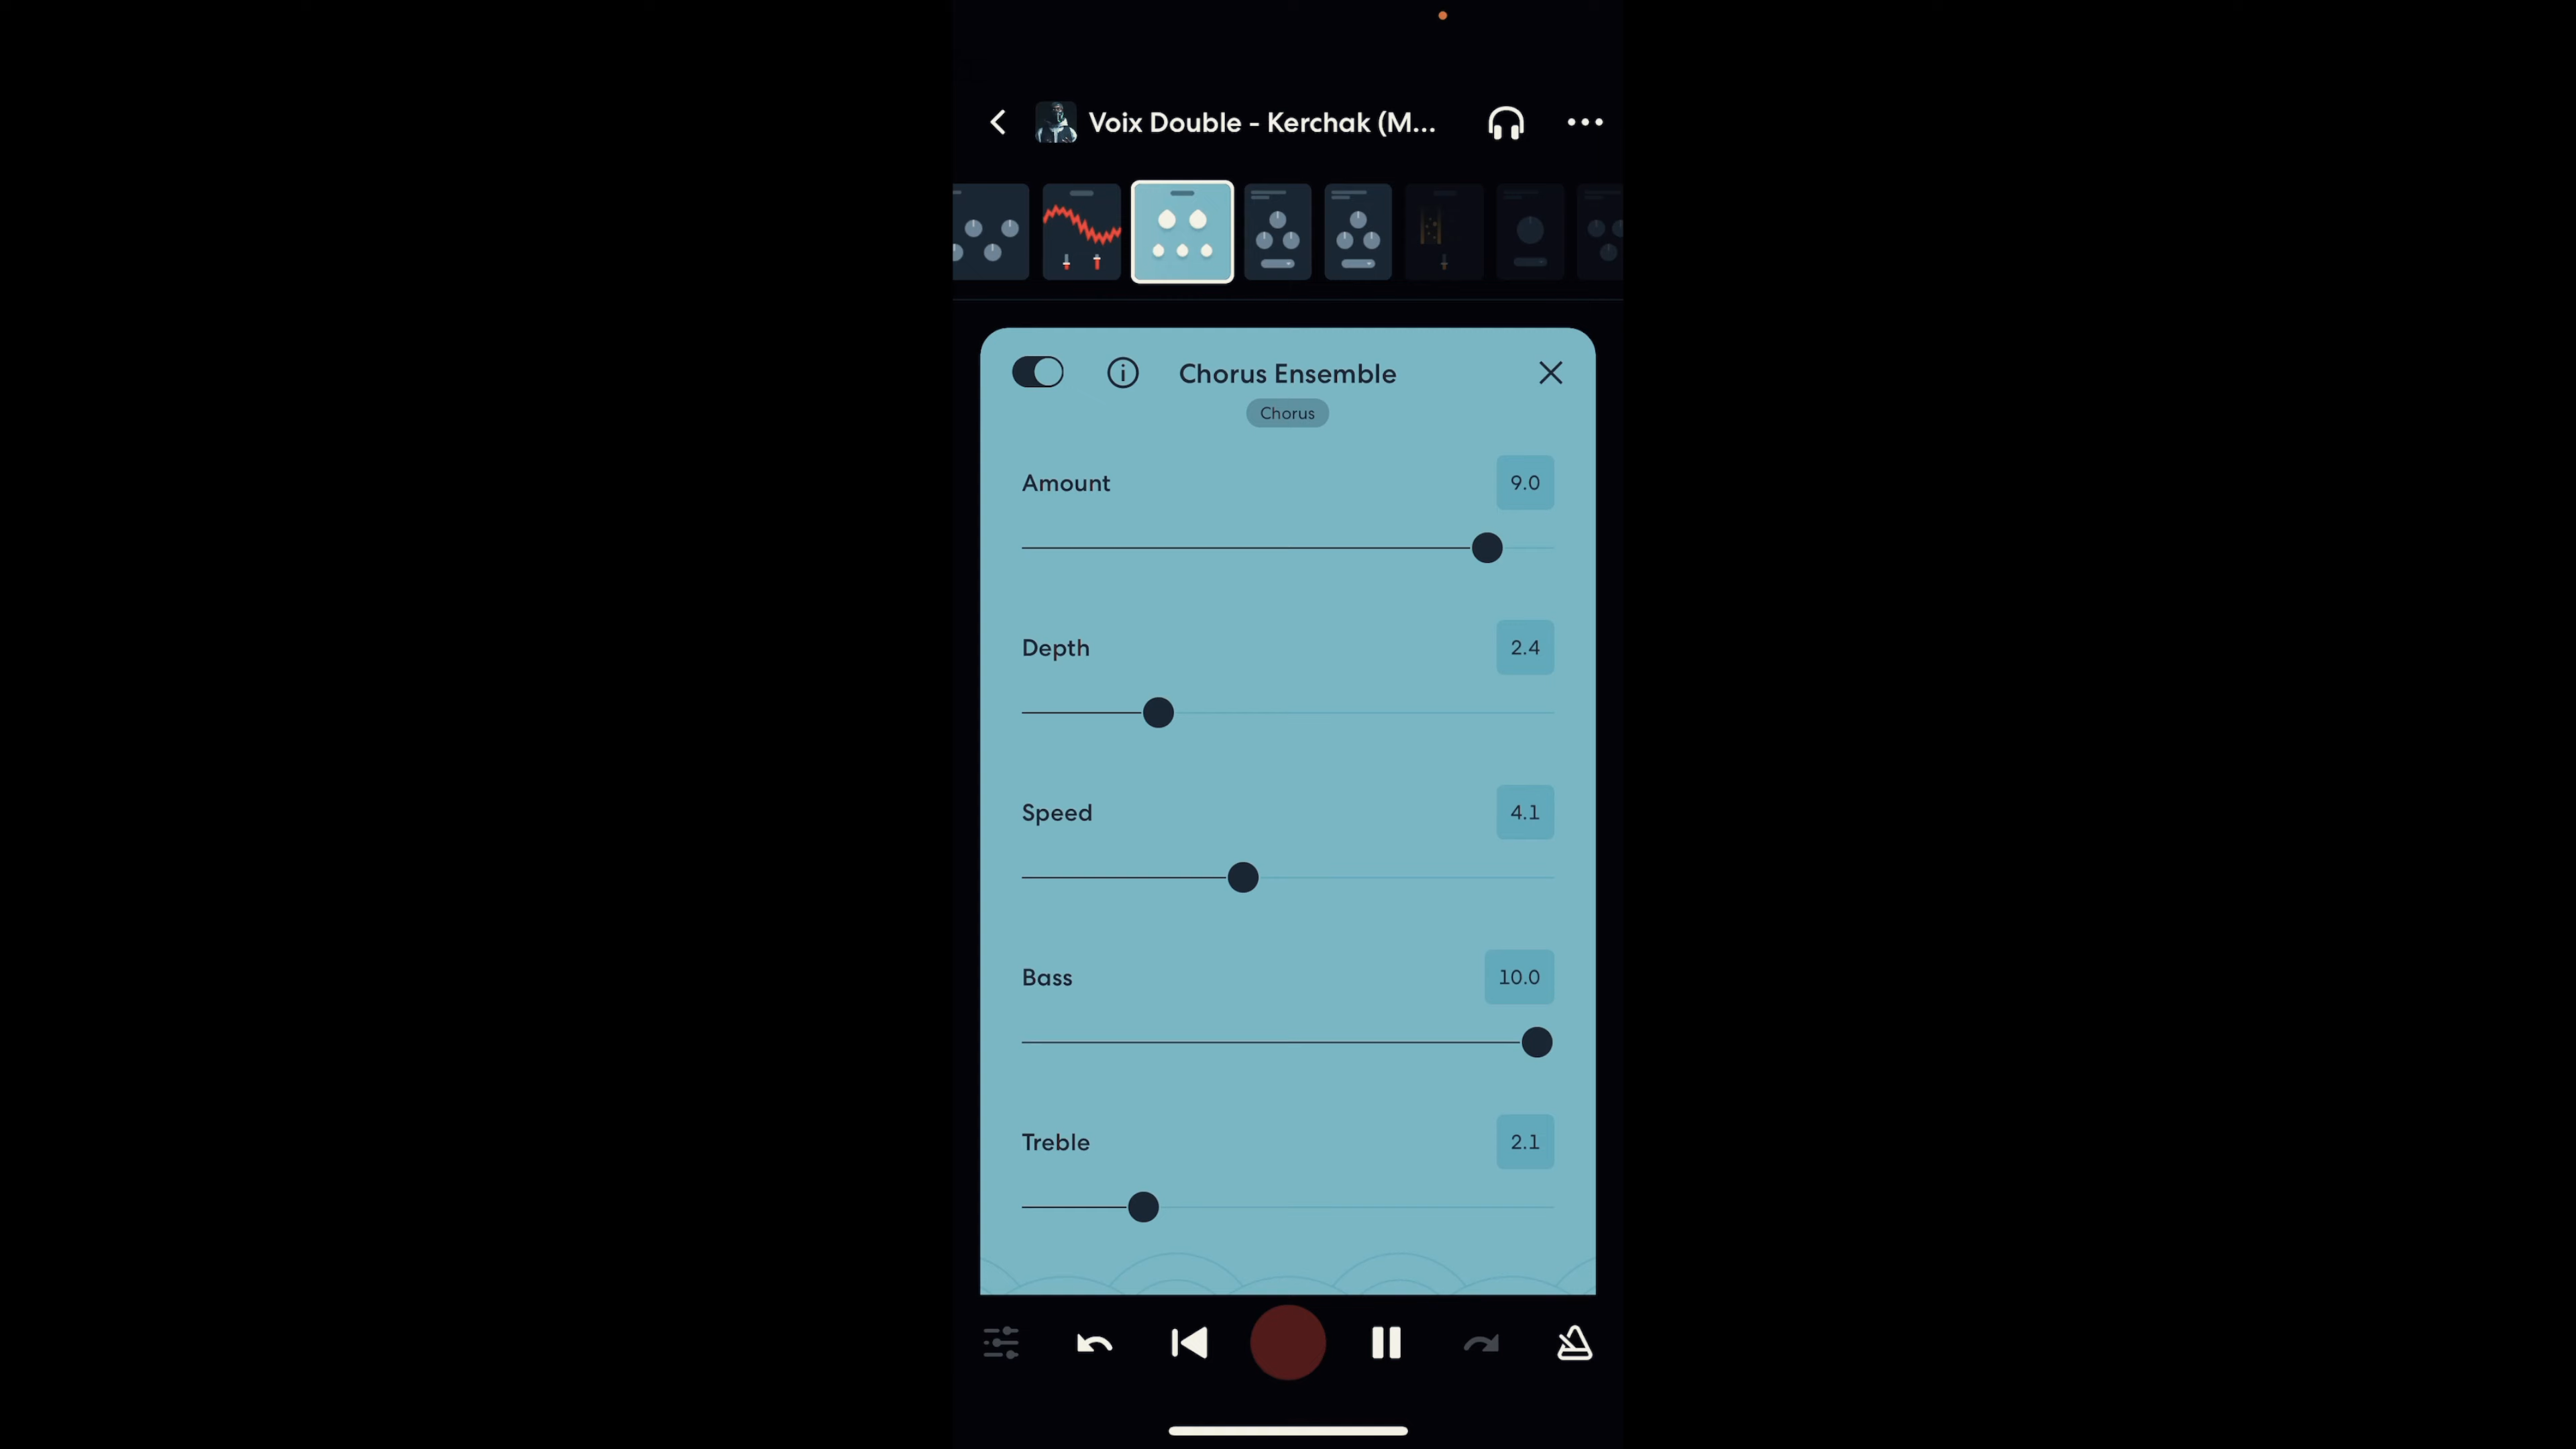 Voix Double - Kerchak (M...
Chorus Ensemble
Chorus
Amount 9.0
Depth 2.4
Speed 4.1
Bass 10.0
Treble 2.1